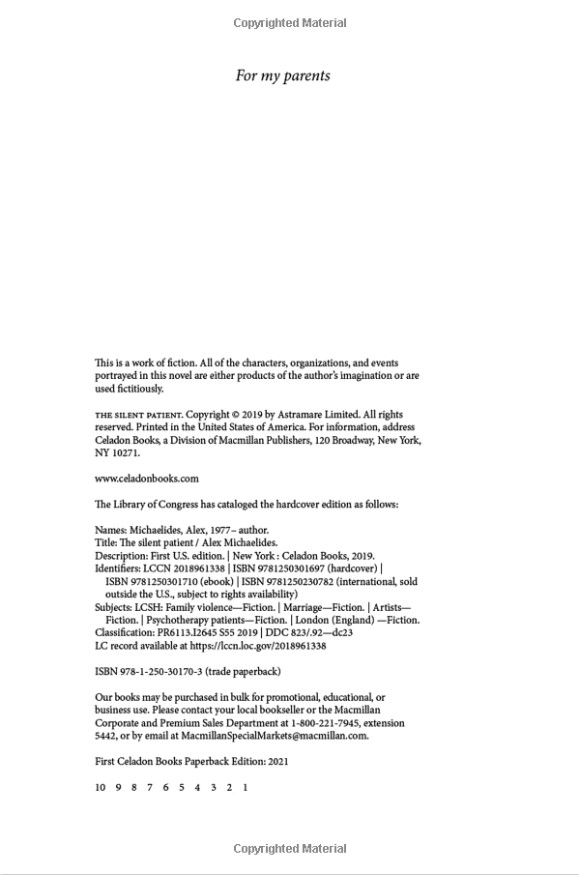 Copyrighted Material
For my parents
This is a work of fiction. All of the characters, organizations, and events
portrayed in this novel are either products of the author's imagination or are
used fictitiously.
THE SILENT PATIENT. Copyright © 2019 by Astramare Limited. All rights
reserved. Printed in the United States of America. For information, address
Celadon Books, a Division of Macmillan Publishers, 120 Broadway, New York,
NY 10271.
www.celadonbooks.com
The Library of Congress has cataloged the hardcover edition as follows:
Names: Michaelides, Alex, 1977– author.
Title: The silent patient / Alex Michaelides.
Description: First U.S. edition. | New York : Celadon Books, 2019.
Identifiers: LCCN 2018961338 | ISBN 9781250301697 (hardcover) |
ISBN 9781250301710 (ebook) | ISBN 9781250230782 (international, sold
outside the U.S., subject to rights availability)
Subjects: LCSH: Family violence—Fiction. | Marriage—Fiction. | Artists—
Fiction. | Psychotherapy patients—Fiction. | London (England) —Fiction.
Classification: PR6113.I2645 S55 2019 | DDC 823/.92—dc23
LC record available at https://lccn.loc.gov/2018961338
ISBN 978-1-250-30170-3 (trade paperback)
Our books may be purchased in bulk for promotional, educational, or
business use. Please contact your local bookseller or the Macmillan
Corporate and Premium Sales Department at 1-800-221-7945, extension
5442, or by email at MacmillanSpecialMarkets@macmillan.com.
First Celadon Books Paperback Edition: 2021
10 9 8 7 6 5 4 3 2 1
Copyrighted Material